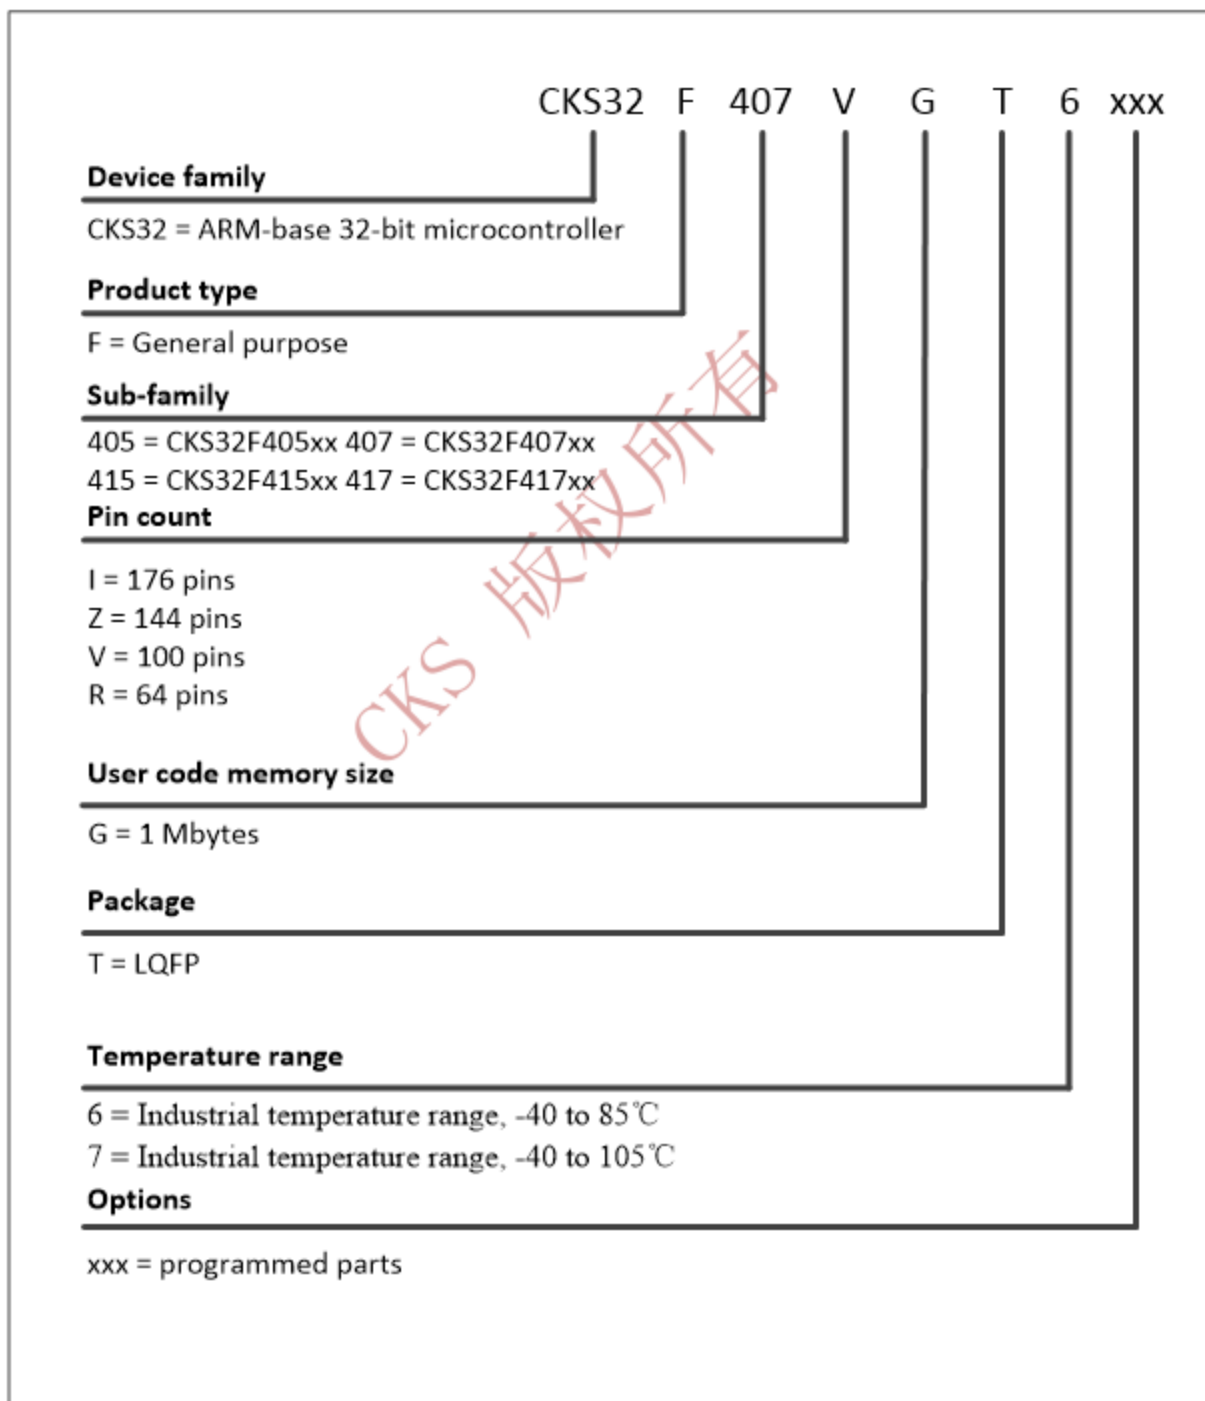 CKS32 F 407 V G T 6 xxx
Device family
CKS32 = ARM-base 32-bit microcontroller
Product type
F = General purpose
Sub-family
405 = CKS32F405xx 407 = CKS32F407xx
415 = CKS32F415xx 417 = CKS32F417xx
Pin count
I = 176 pins
Z = 144 pins
V = 100 pins
R = 64 pins
User code memory size
G = 1 Mbytes
Package
T = LQFP
Temperature range
6 = Industrial temperature range, -40 to 85℃
7 = Industrial temperature range, -40 to 105℃
Options
xxx = programmed parts
CKS 版权所有